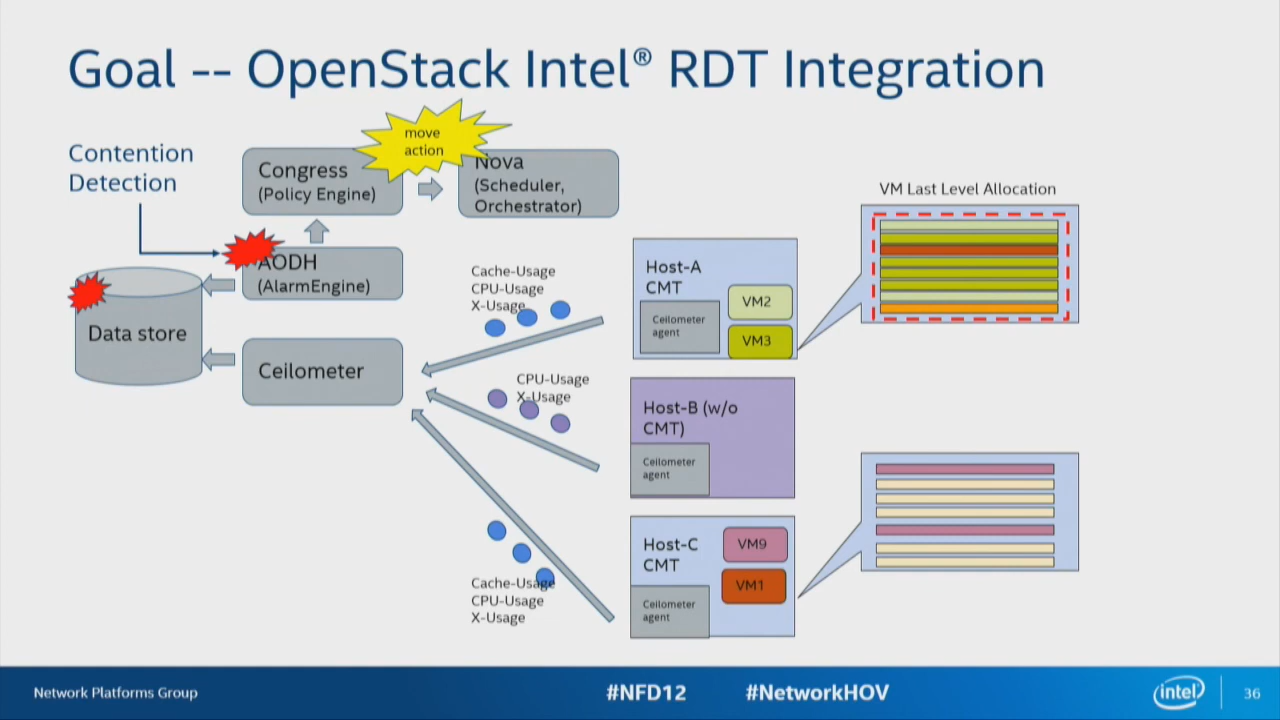 Goal -- OpenStack Intel® RDT Integration
move
action
Contention
Detection
Congress
(Policy Engine)
Nova
(Scheduler,
Orchestrator)
AODH
(AlarmEngine)
Data store
Ceilometer
Cache-Usage
CPU-Usage
X-Usage
CPU-Usage
X-Usage
Cache-Usage
CPU-Usage
X-Usage
Host-A
CMT
Ceilometer
agent
VM2
VM3
Host-B (w/o
CMT)
Ceilometer
agent
Host-C
CMT
Ceilometer
agent
VM9
VM1
VM Last Level Allocation
Network Platforms Group
#NFD12
#NetworkHOV
intel
36